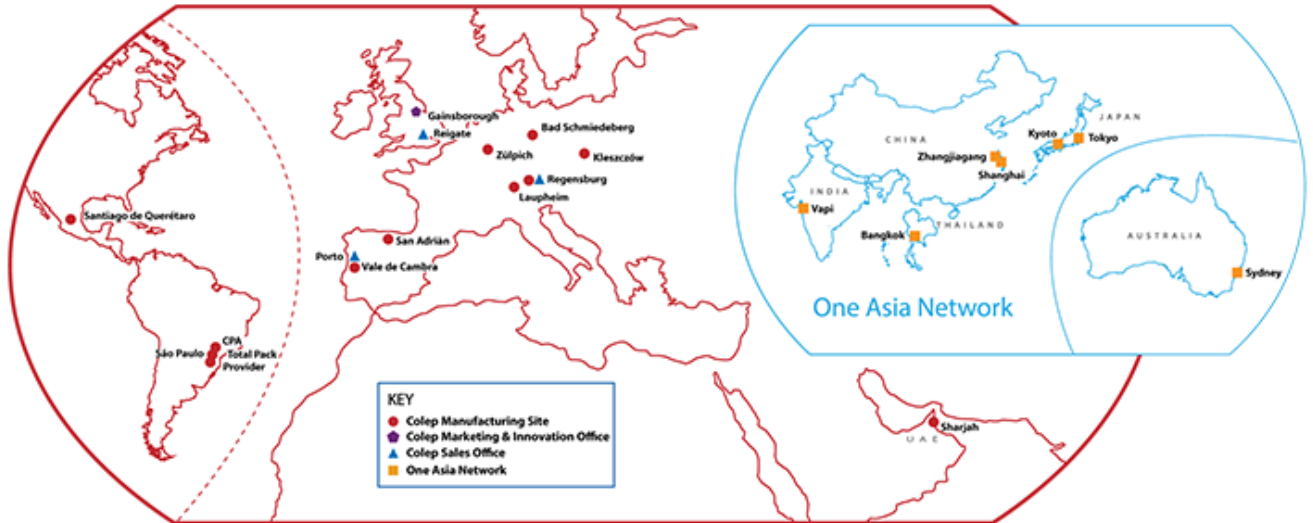 Gainsborough
Reigate
Bad Schmiedeberg
Zülpich
Kleszczów
Regensburg
Laupheim
Santiago de Querétaro
San Adrián
Porto
Vale de Cambra
CPA
São Paulo
Total Pack
Provider
KEY
Colep Manufacturing Site
Colep Marketing & Innovation Office
Colep Sales Office
One Asia Network
Sharjah
UAE
CHINA
JAPAN
Kyoto
Tokyo
Zhangjiagang
Shanghai
INDIA
Vapi
THAILAND
Bangkok
AUSTRALIA
Sydney
One Asia Network